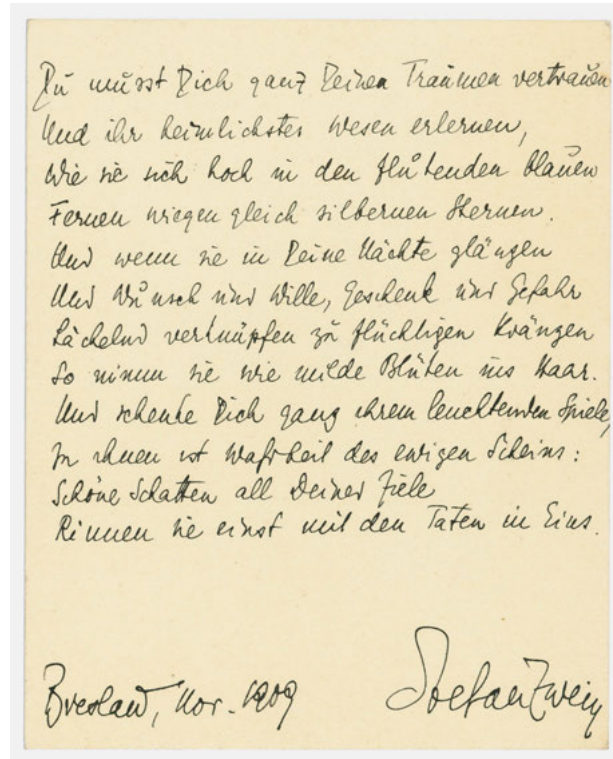 Du musst Dich ganz Deinen Träumen vertrauen
Und ihr heimlichstes Wesen erlernen,
Wie sie sich hoch in den flutenden blauen
Fernen wiegen gleich silbernen Sternen.
Und wenn sie in Deine Nächte glänzen
Und Wunsch und Wille, Geschenk und Gefahr
Lächelnd verknüpfen zu flüchtigen Kränzen
So nimm sie wie milde Blüten ins Haar.
Und schenke Dich ganz ihrem leuchtenden Spiele,
In ihnen ist Wahrheit des ewigen Scheins:
Schöne Schatten all Deiner Ziele
Rinnen sie einst mit den Taten in Eins.
Breslau, Nov. 1909
Stefan Zweig